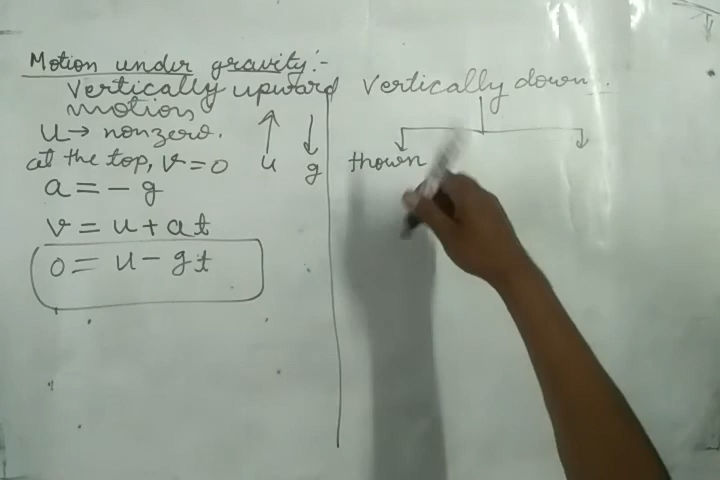 Motion under gravity:-
Vertically upward
motion
u → nonzero.
at the top, v = 0
u
g
a = - g
v = u + at
0 = u - gt
Vertically down..
thown